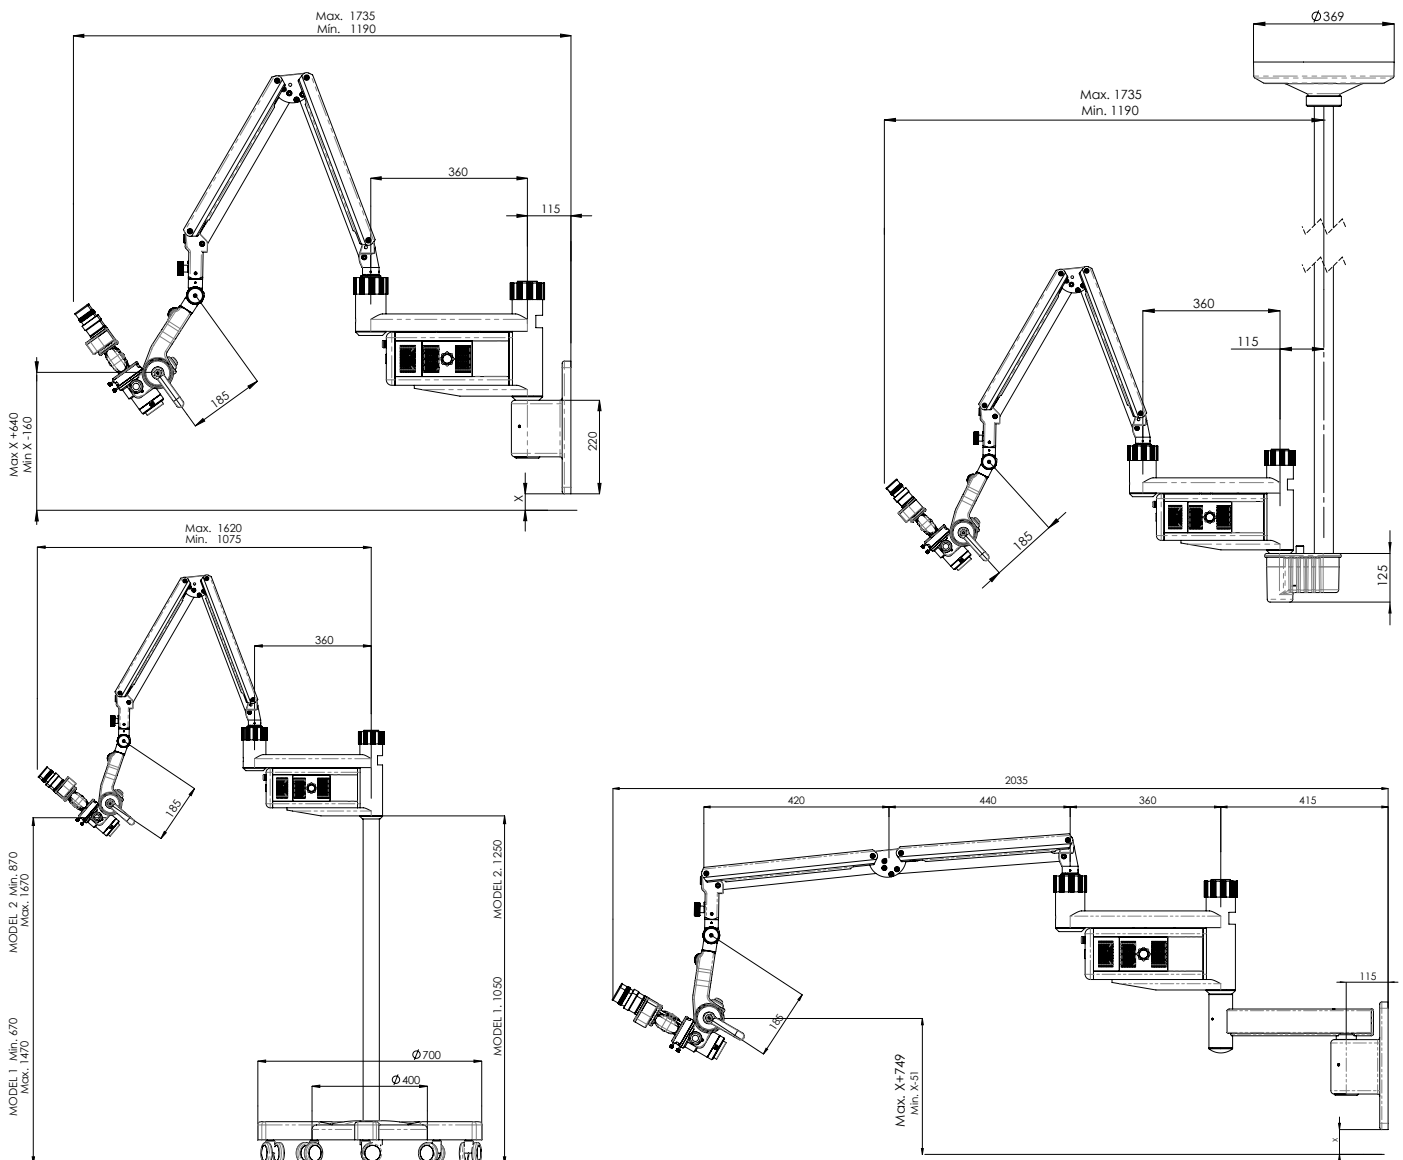 Max. 1735
Mín. 1190
360
115
185
220
X
Max X +640
Min X -160
Ø369
Max. 1735
Min. 1190
360
115
185
125
Max. 1620
Min. 1075
360
185
MODEL 2 Min. 870
Max. 1670
MODEL 1 Min. 670
Max. 1470
MODEL 2. 1250
MODEL 1. 1050
Ø700
Ø400
2035
420
440
360
415
115
185
Max. X+749
Min. X-51
X